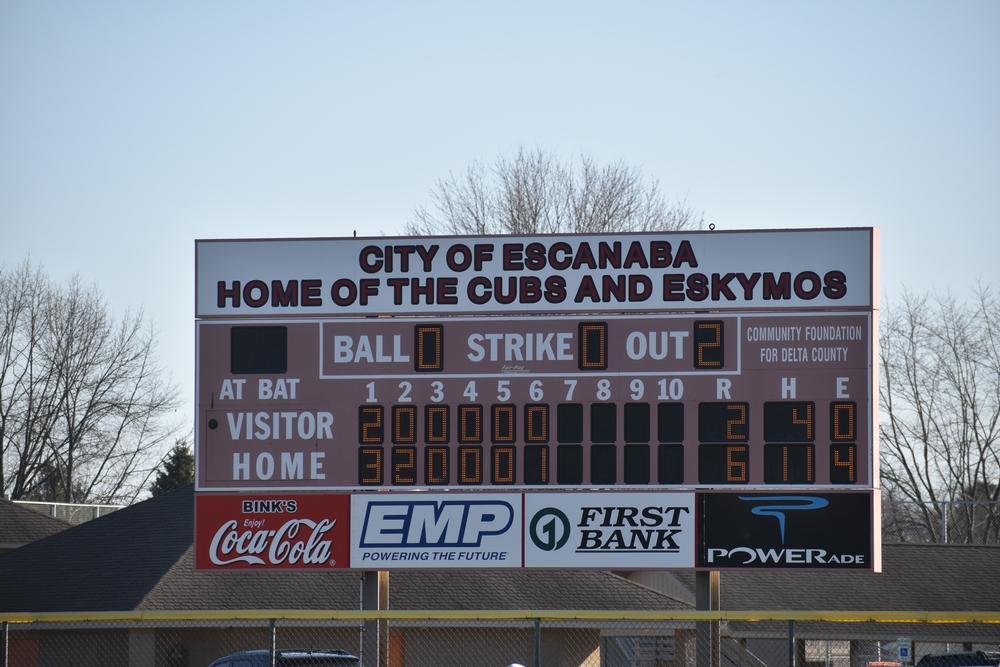 CITY OF ESCANABA
HOME OF THE CUBS AND ESKYMOS
BALL 0 STRIKE 0 OUT 2
COMMUNITY FOUNDATION
FOR DELTA COUNTY
AT BAT 1 2 3 4 5 6 7 8 9 10 R H E
VISITOR 2 0 0 0 0 0 2 4 0
HOME 3 2 0 0 0 1 6 11 4
BINK'S
Enjoy!
Coca-Cola
EMP
POWERING THE FUTURE
1 FIRST
BANK
POWERADE